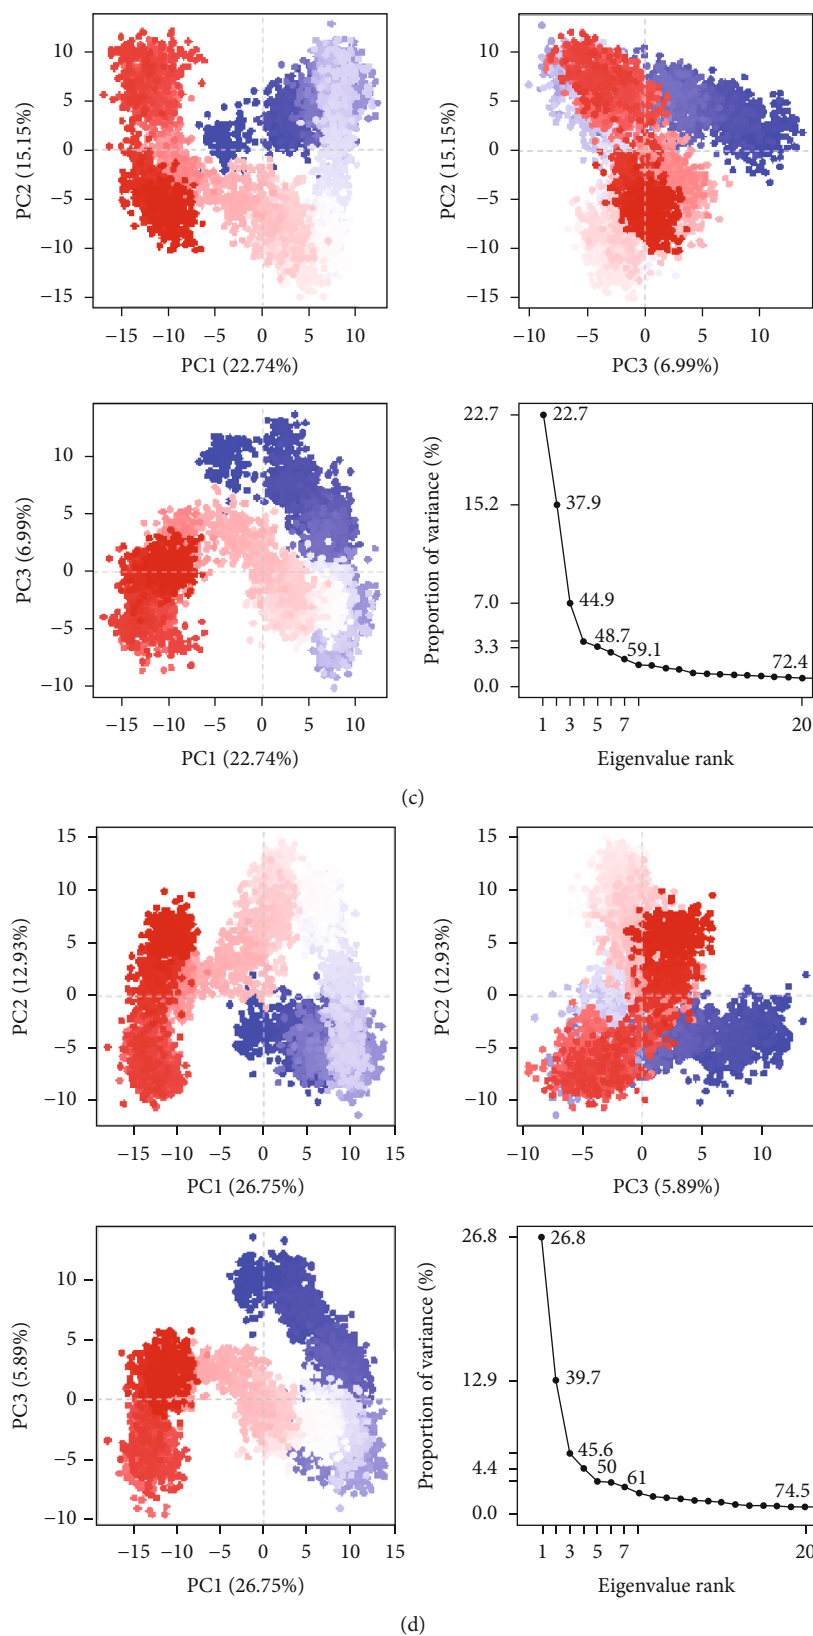 10
5
0
−5
−10
−15
PC2 (15.15%)
−15 −10 −5 0 5 10
PC1 (22.74%)
10
5
0
−5
−10
−15
PC2 (15.15%)
−10 −5 0 5 10
PC3 (6.99%)
10
5
0
−5
−10
PC3 (6.99%)
−15 −10 −5 0 5 10
PC1 (22.74%)
22.7
15.2
7.0
3.3
0.0
Proportion of variance (%)
22.7
37.9
44.9
48.7
59.1
72.4
1 3 5 7 20
Eigenvalue rank
(c)
15
10
5
0
−5
−10
PC2 (12.93%)
−15 −10 −5 0 5 10 15
PC1 (26.75%)
15
10
5
0
−5
−10
PC2 (12.93%)
−10 −5 0 5 10
PC3 (5.89%)
10
5
0
−5
−10
PC3 (5.89%)
−15 −10 −5 0 5 10 15
PC1 (26.75%)
26.8
12.9
4.4
0.0
Proportion of variance (%)
26.8
39.7
45.6
50
61
74.5
1 3 5 7 20
Eigenvalue rank
(d)